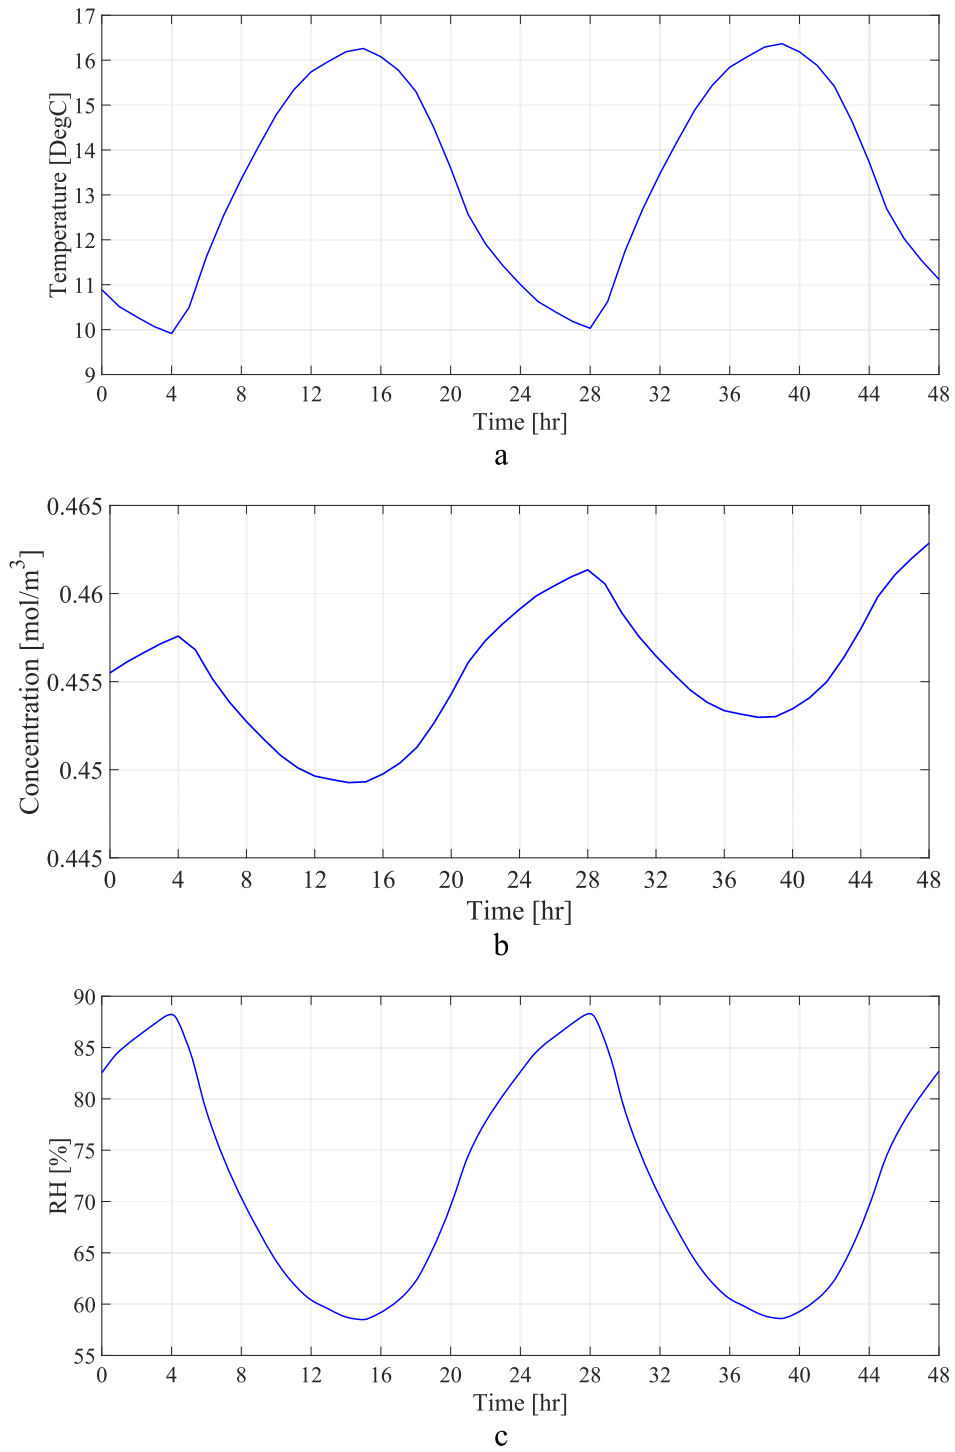 17
16
15
14
13
12
11
10
9
Temperature [DegC]
0 4 8 12 16 20 24 28 32 36 40 44 48
Time [hr]
a
0.465
0.46
0.455
0.45
0.445
Concentration [mol/m³]
0 4 8 12 16 20 24 28 32 36 40 44 48
Time [hr]
b
90
85
80
75
70
65
60
55
RH [%]
0 4 8 12 16 20 24 28 32 36 40 44 48
Time [hr]
c